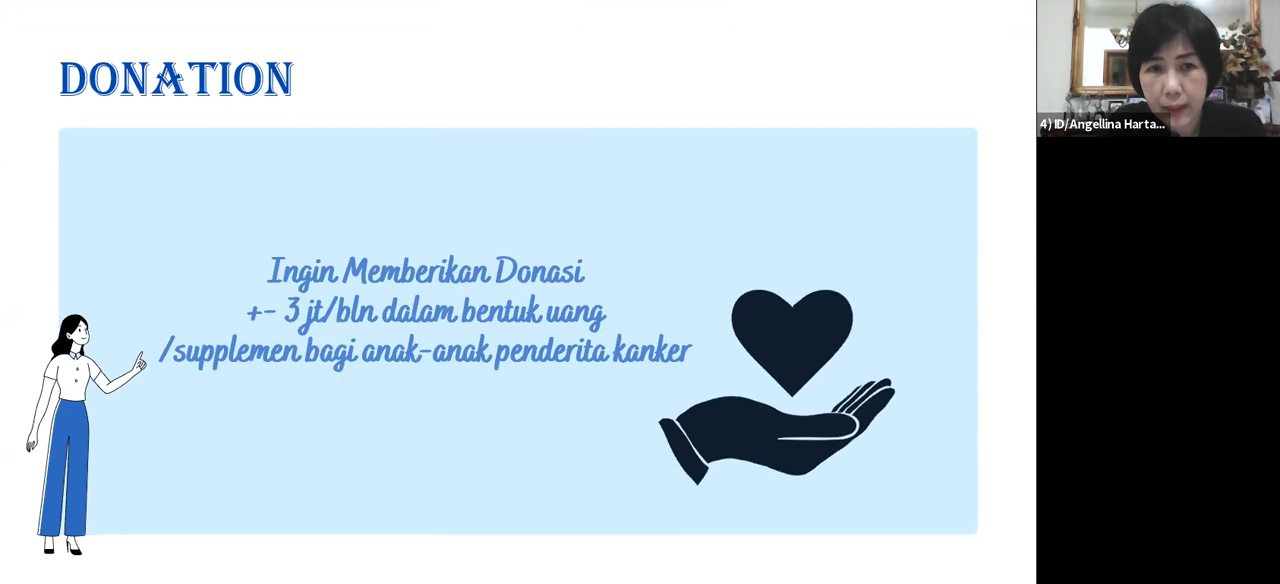 DONATION
Ingin Memberikan Donasi
+- 3 jt/bln dalam bentuk uang
/supplemen bagi anak-anak penderita kanker
4) ID/Angellina Harta...